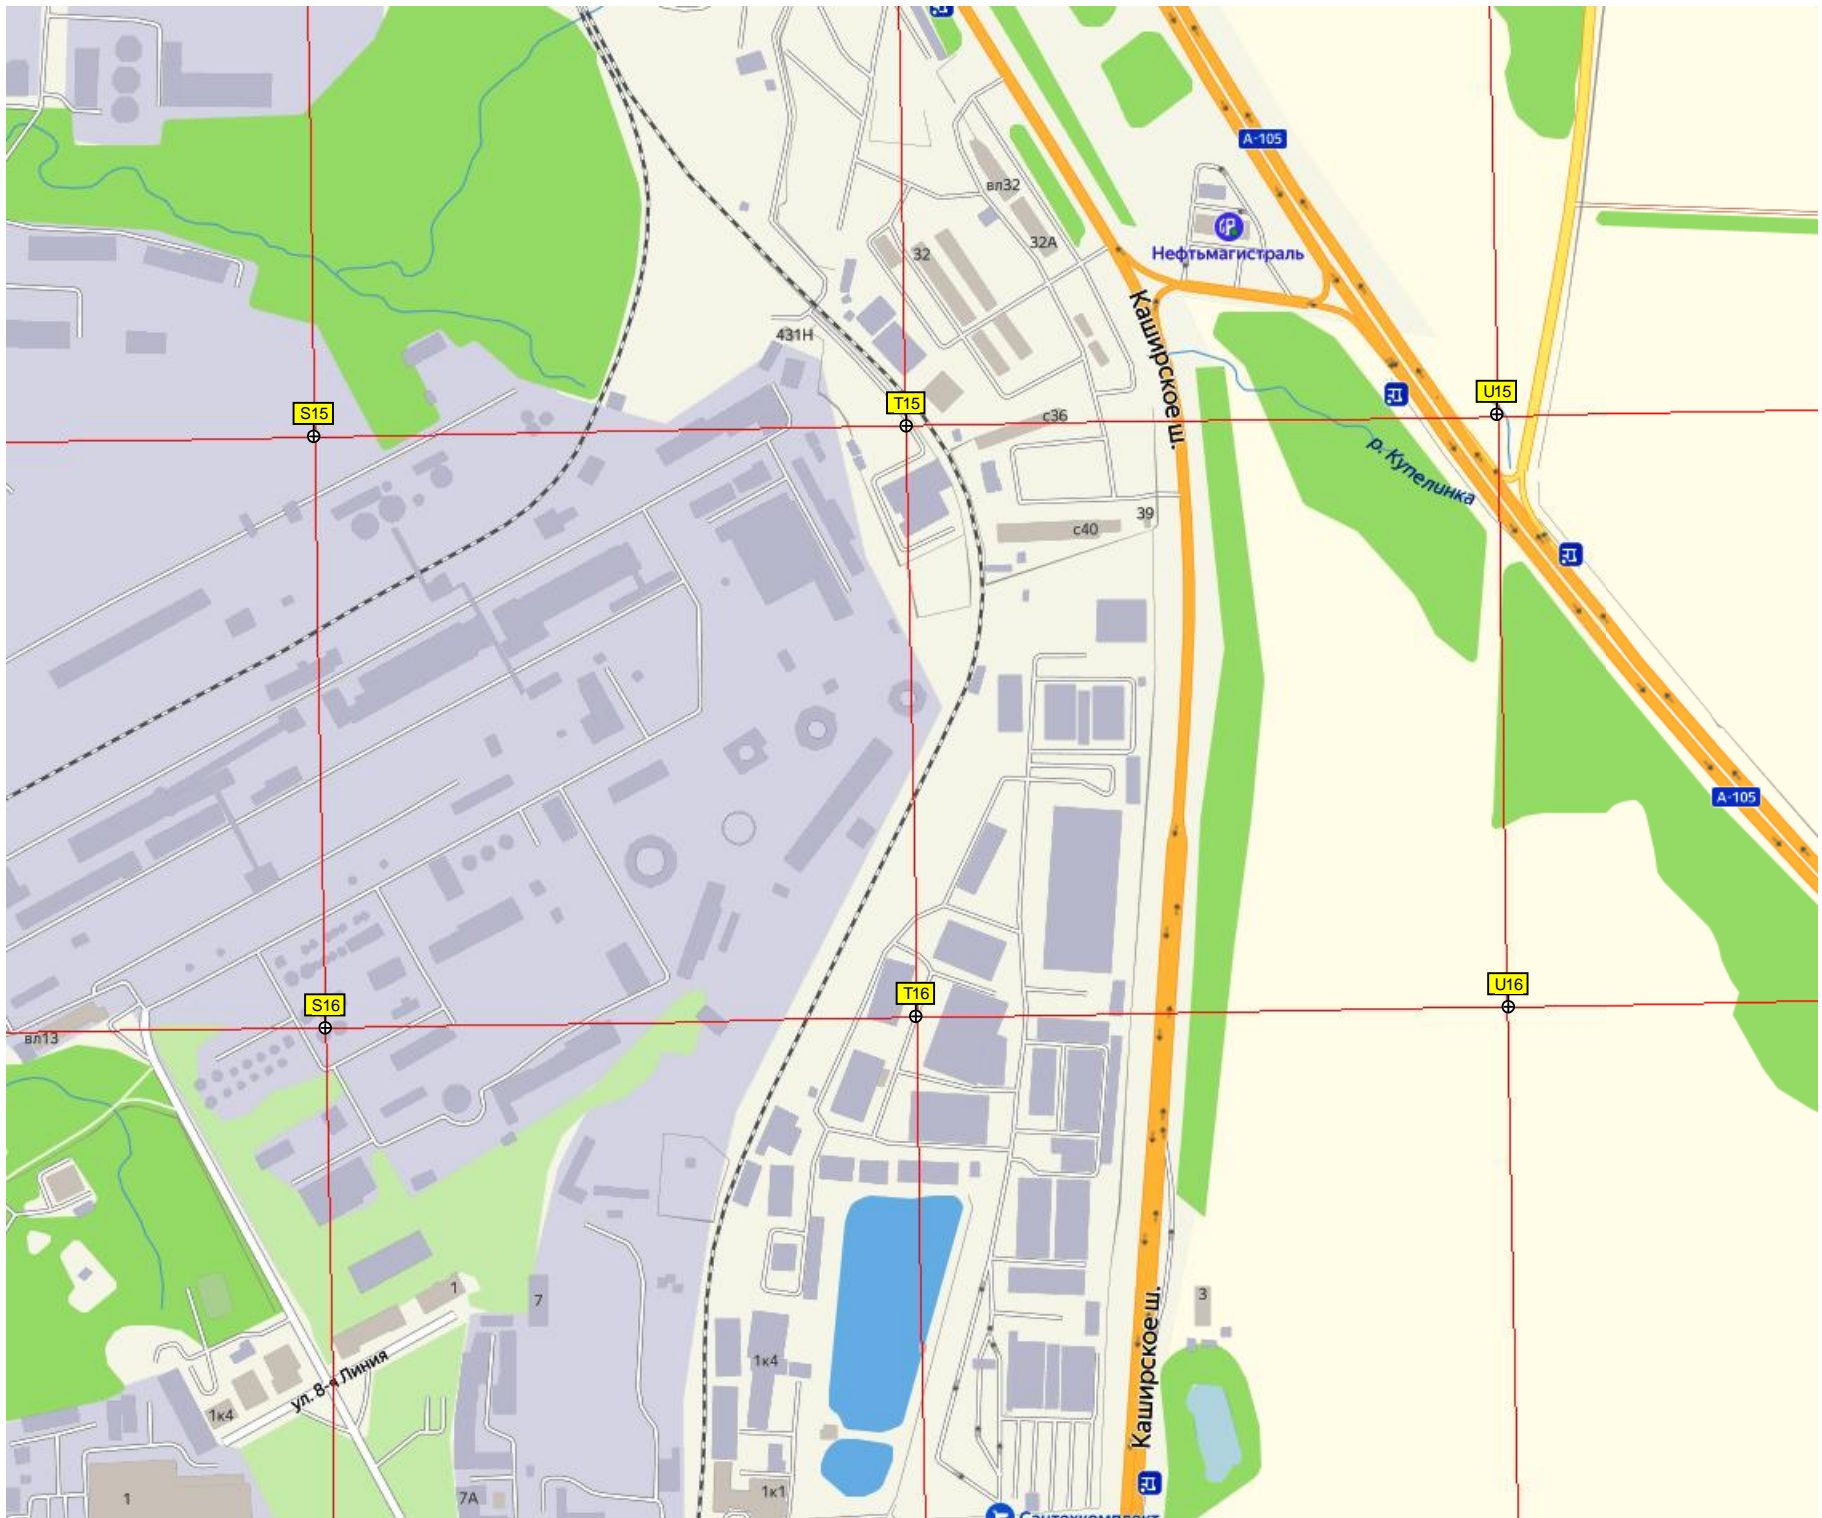 А-105
вл32
32А
32
Нефтьмагистраль
431Н
Каширское ш.
S15
T15
U15
с36
р. Купелинка
39
с40
А-105
S16
T16
U16
вл13
1
7
3
ул. 8-я Линия
Каширское ш.
1к4
1к4
1
7А
1к1
Сантехкомплект